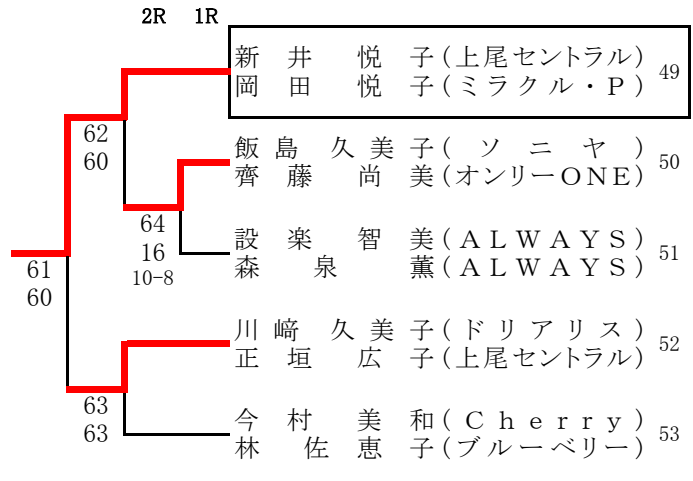 2R 1R
新井 悦子(上尾セントラル)
岡田 悦子(ミラクル・P) 49
62
60
飯島 久美子(ソニヤ)
齊藤 尚美(オンリーONE) 50
64
16
10-8
設楽 智美(ALWAYS)
森 泉 薫(ALWAYS) 51
61
60
川﨑 久美子(ドリアリス)
正垣 広子(上尾セントラル) 52
63
63
今村 美和(Cherry)
林 佐恵子(ブルーベリー) 53